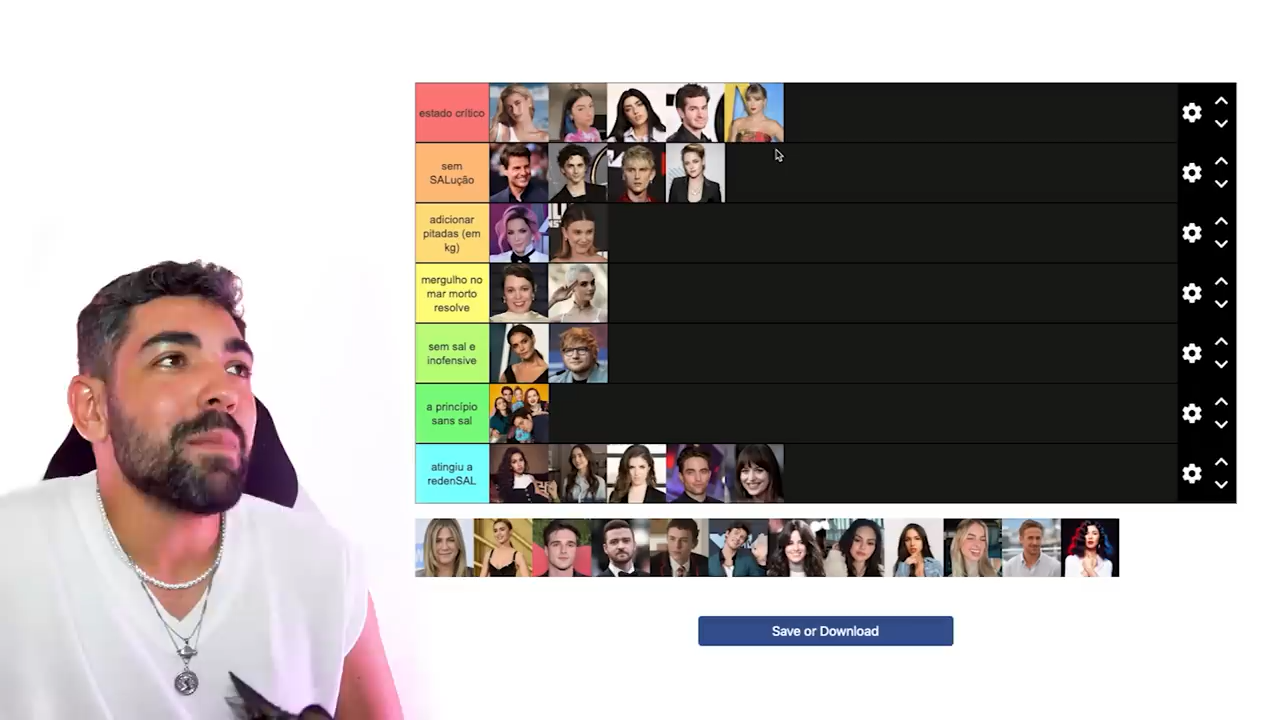 estado crítico
sem
SALução
adicionar
pitadas (em
kg)
mergulho no
mar morto
resolve
sem sal e
inofensive
a princípio
sans sal
atingiu a
redenSAL
Save or Download